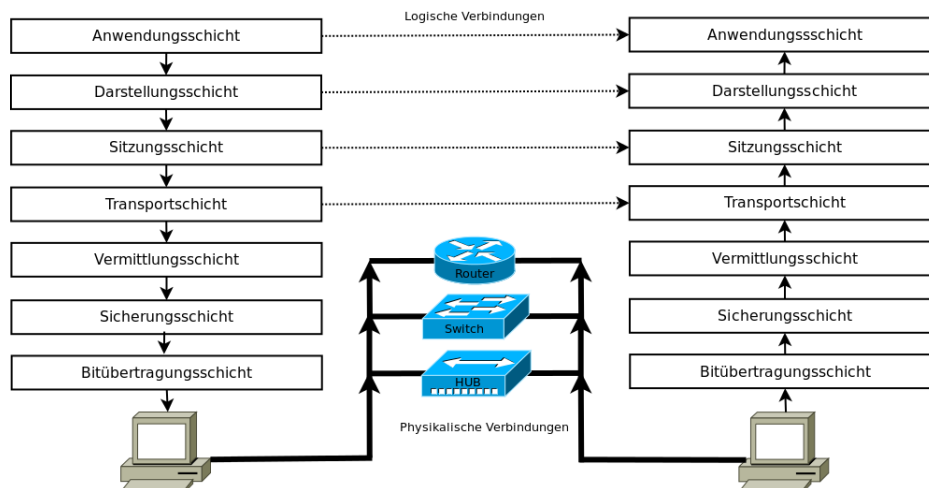 Logische Verbindungen
Anwendungsschicht
Anwendungssschicht
Darstellungsschicht
Darstellungsschicht
Sitzungsschicht
Sitzungsschicht
Transportschicht
Transportschicht
Vermittlungsschicht
Router
Vermittlungsschicht
Sicherungsschicht
Switch
Sicherungsschicht
Bitübertragungsschicht
HUB
Bitübertragungsschicht
Physikalische Verbindungen